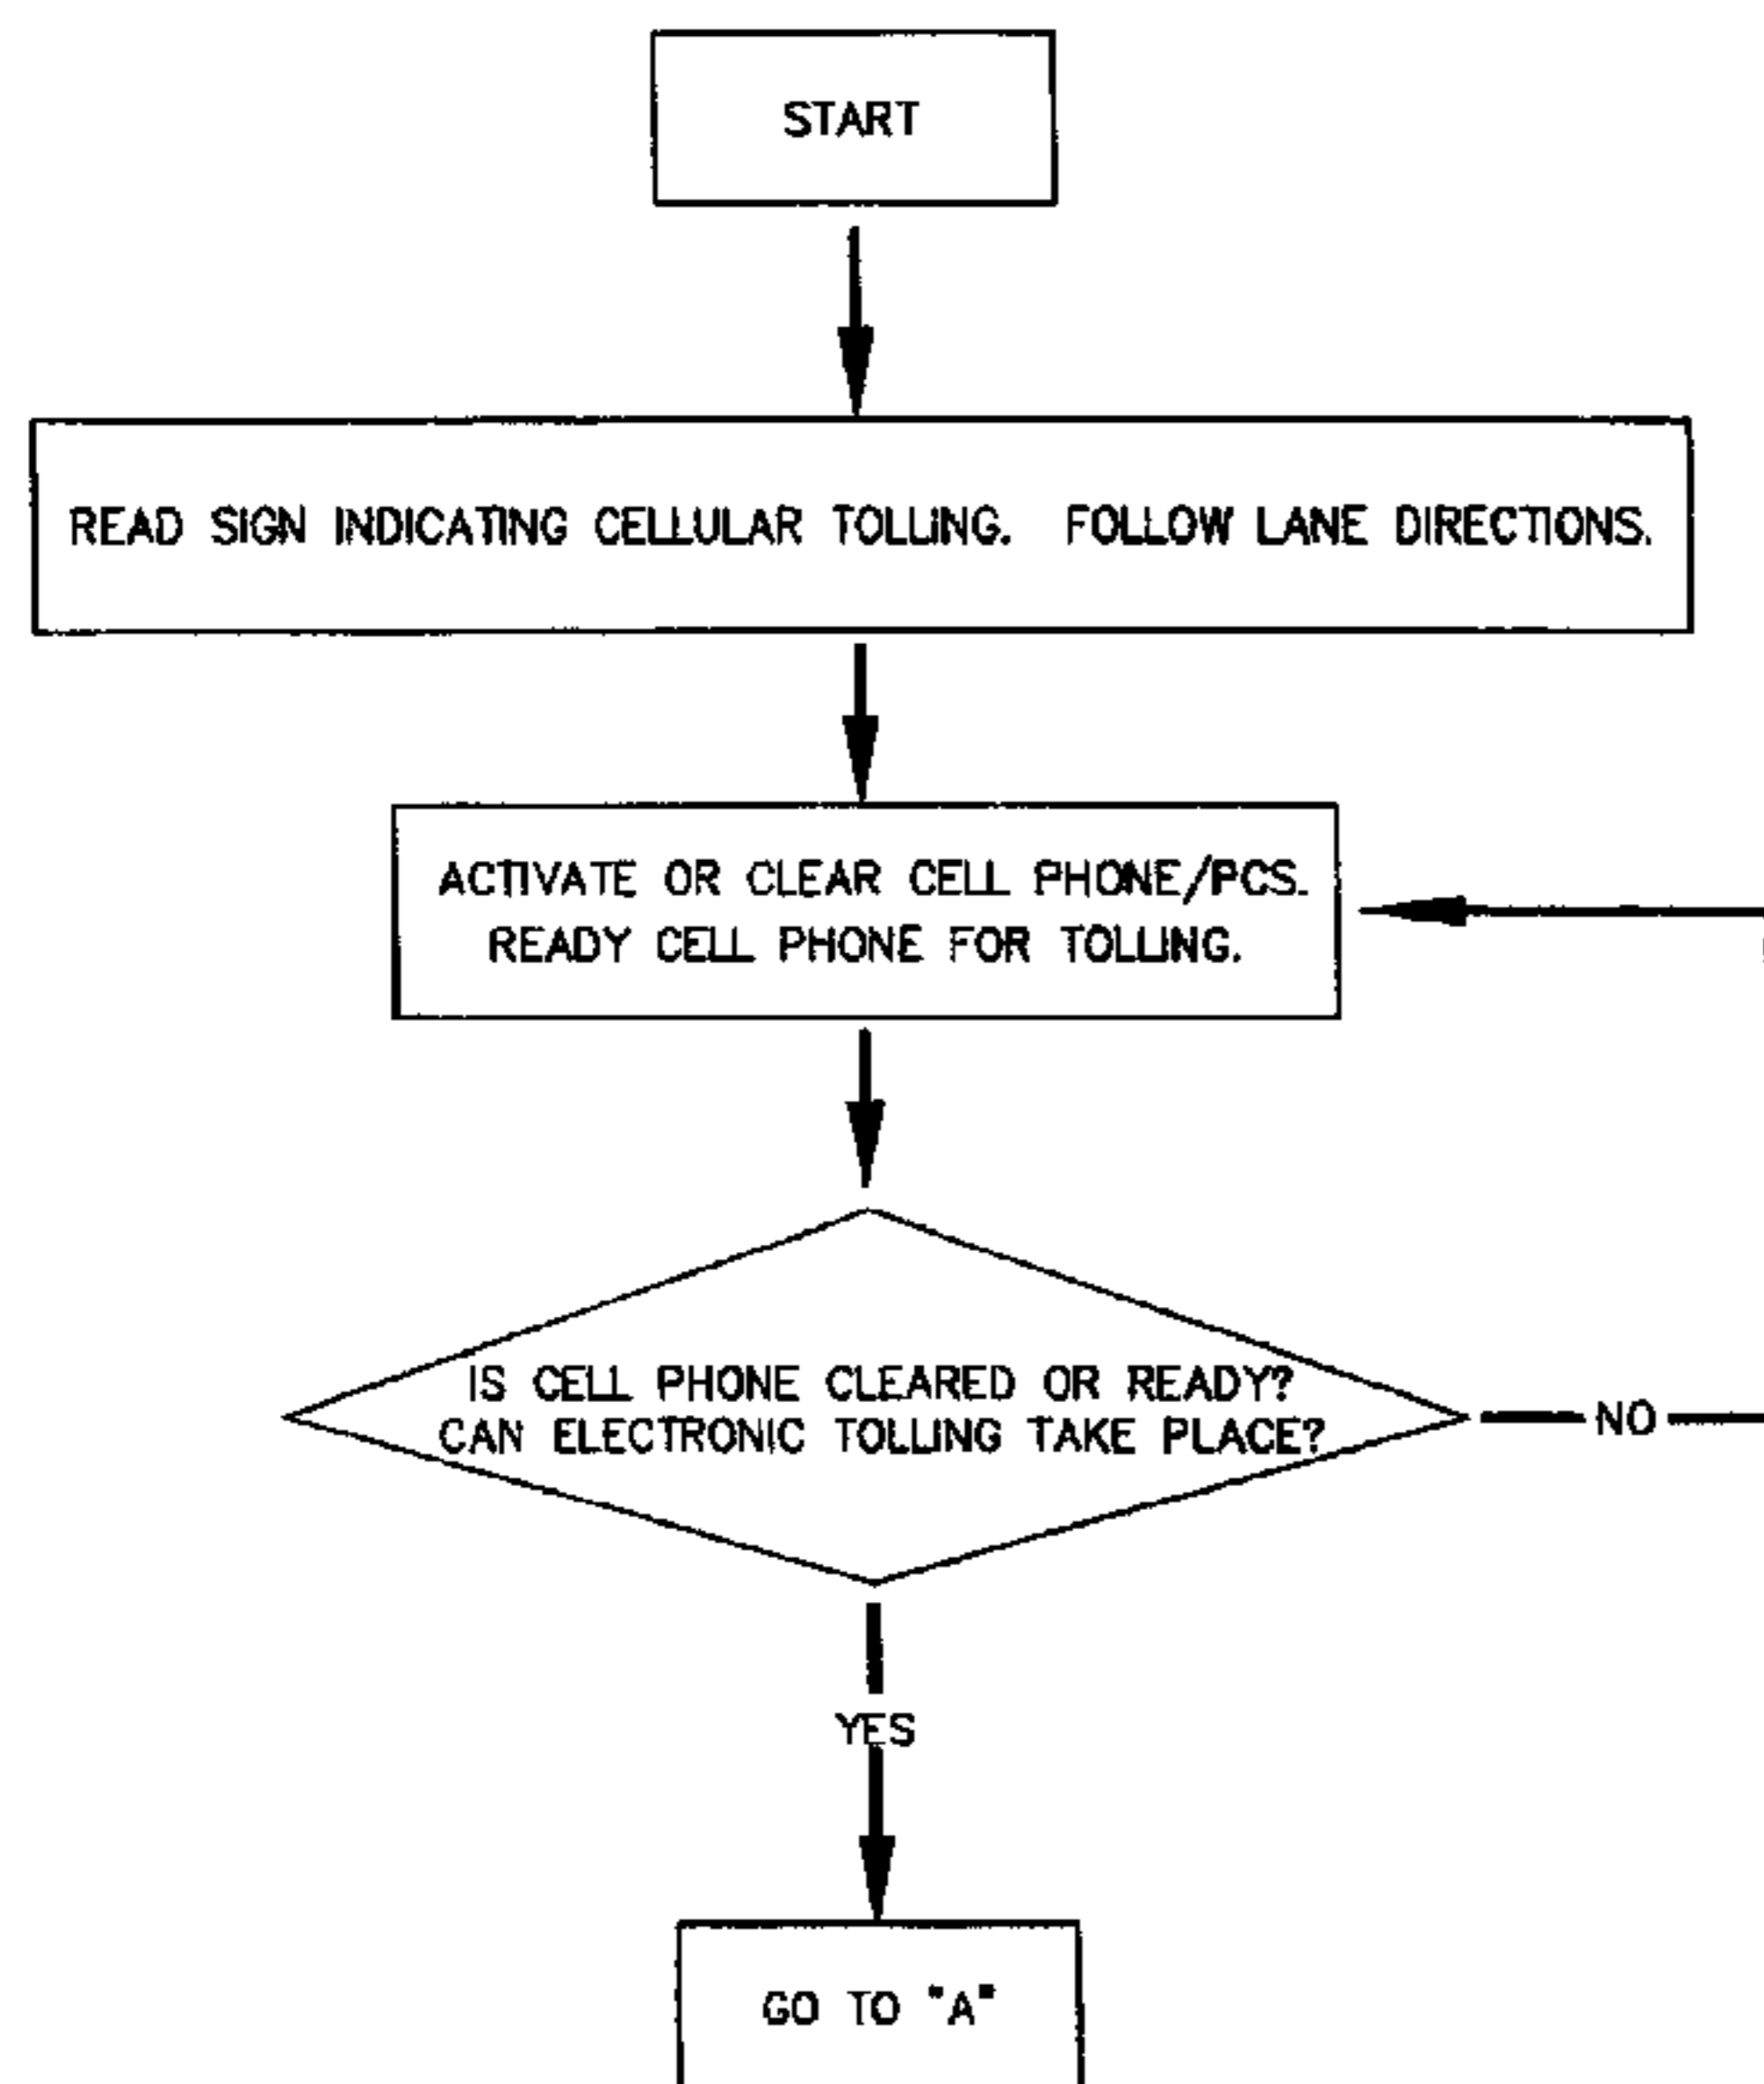 START
READ SIGN INDICATING CELLULAR TOLLING. FOLLOW LANE DIRECTIONS.
ACTIVATE OR CLEAR CELL PHONE/PCS.
READY CELL PHONE FOR TOLLING.
IS CELL PHONE CLEARED OR READY?
CAN ELECTRONIC TOLLING TAKE PLACE?
NO
YES
GO TO "A"